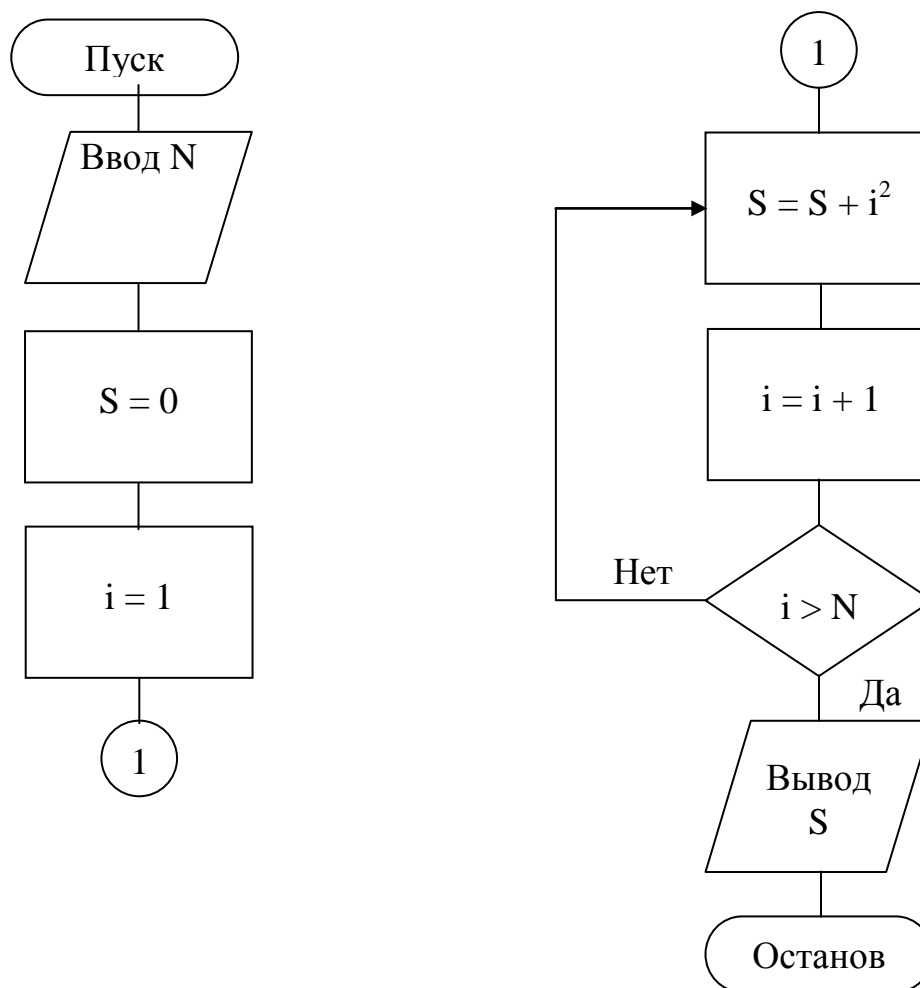 Пуск
Ввод N
S = 0
i = 1
1
1
S = S + i²
i = i + 1
Нет
i > N
Да
Вывод
S
Останов